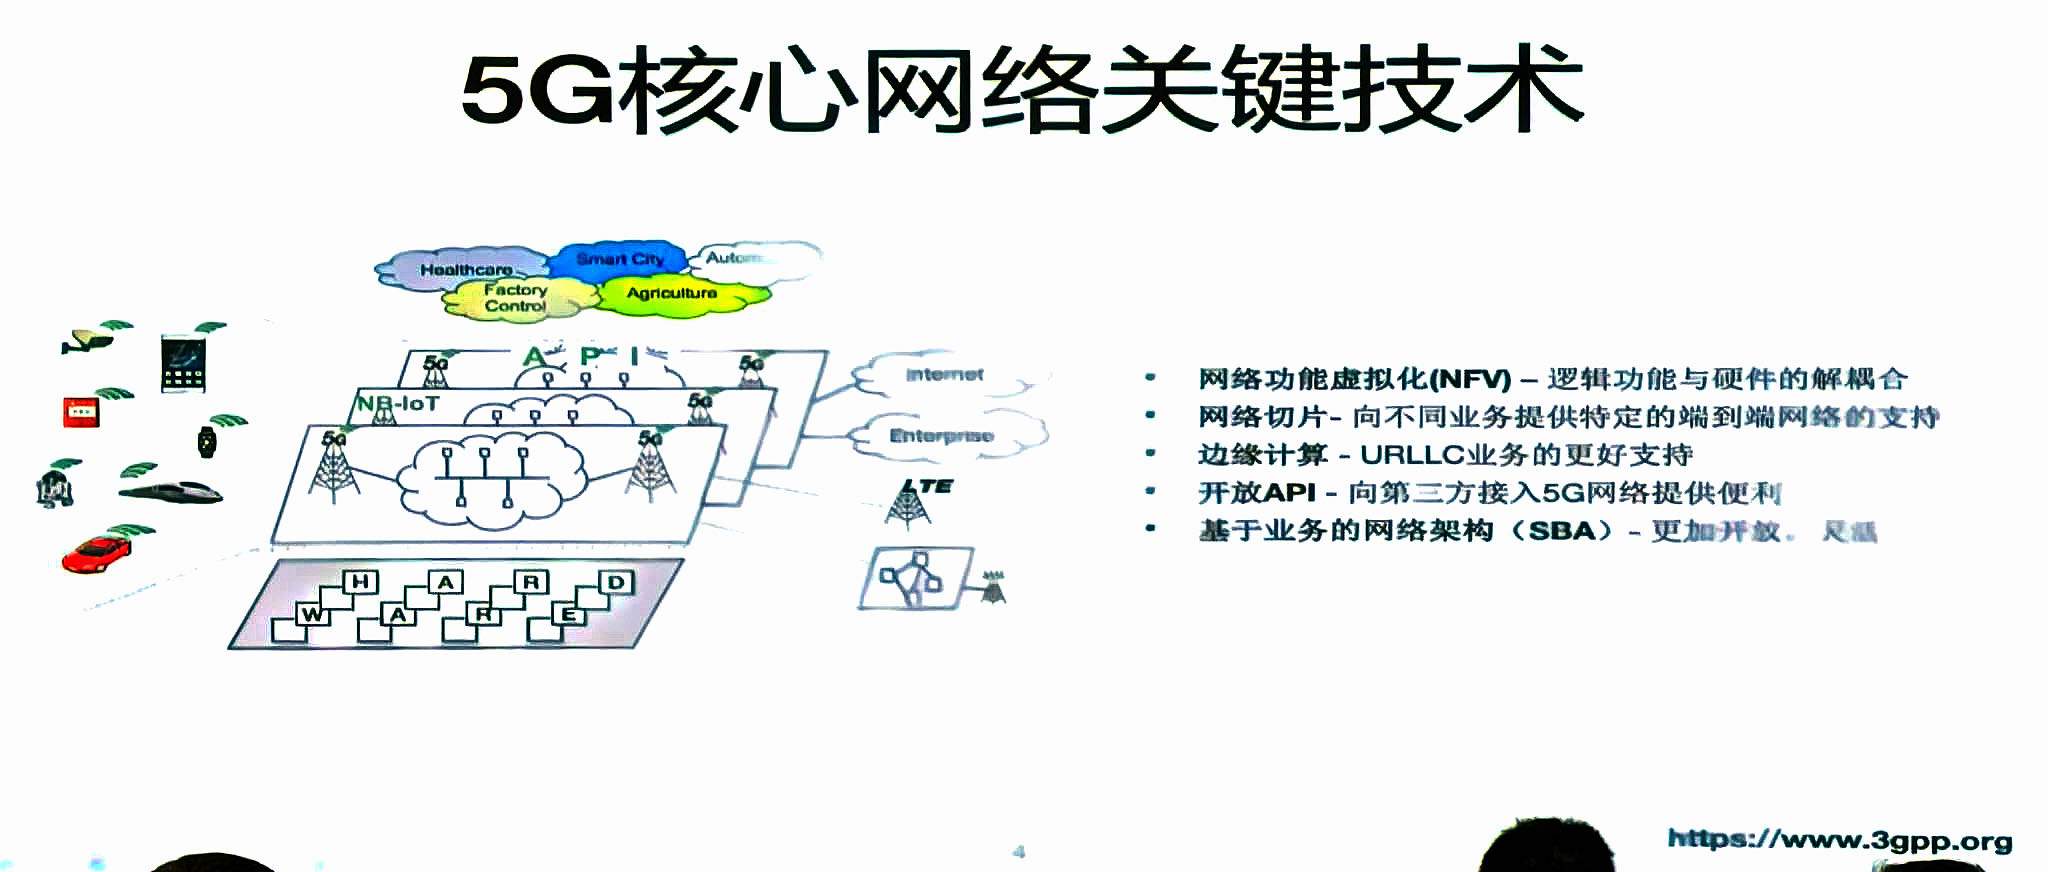 5G核心网络关键技术
Healthcare
Smart City
Factory
Control
Agriculture
5G
A P I
5G
NB-IoT
5G
5G
5G
Internet
Enterprise
LTE
H A R D
W A R E
• 网络功能虚拟化(NFV) – 逻辑功能与硬件的解耦合
• 网络切片- 向不同业务提供特定的端到端网络的支持
• 边缘计算 - URLLC业务的更好支持
• 开放API - 向第三方接入5G网络提供便利
• 基于业务的网络架构（SBA）- 更加开放、灵活
4
https://www.3gpp.org